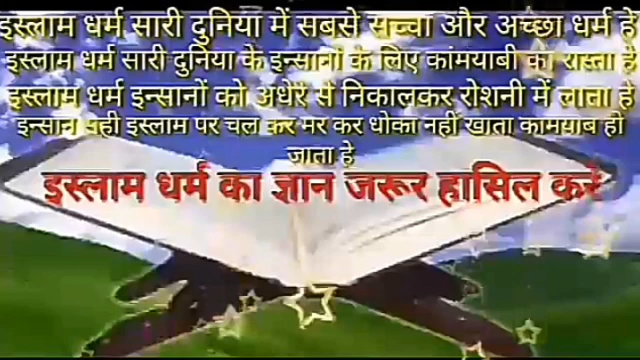 इस्लाम धर्म सारी दुनिया में सबसे सच्चा और अच्छा धर्म हे
इस्लाम धर्म सारी दुनिया के इन्सानों के लिए कांमयाबी का रास्ता हे
इस्लाम धर्म इन्सानों को अंधेरे से निकालकर रोशनी में लाता हे
इन्सान सही इस्लाम पर चल कर मर कर धोका नहीं खाता कामयाब हो
जाता हे
इस्लाम धर्म का ज्ञान जरूर हासिल करे